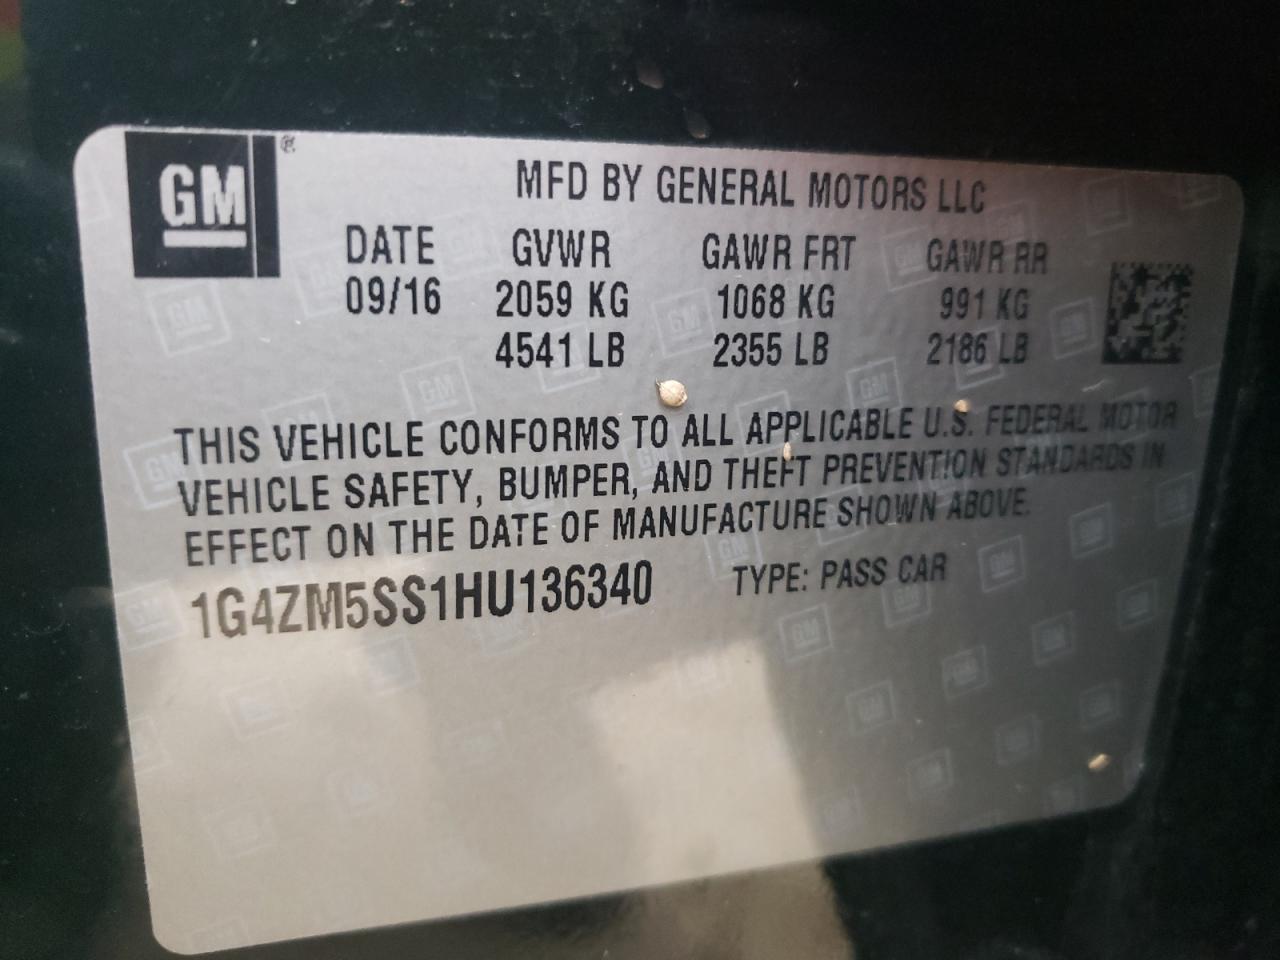 GM
MFD BY GENERAL MOTORS LLC
DATE GVWR GAWR FRT GAWR RR
09/16 2059 KG 1068 KG 991 KG
4541 LB 2355 LB 2186 LB
THIS VEHICLE CONFORMS TO ALL APPLICABLE U.S. FEDERAL MOTOR
VEHICLE SAFETY, BUMPER, AND THEFT PREVENTION STANDARDS IN
EFFECT ON THE DATE OF MANUFACTURE SHOWN ABOVE.
1G4ZM5SS1HU136340 TYPE: PASS CAR